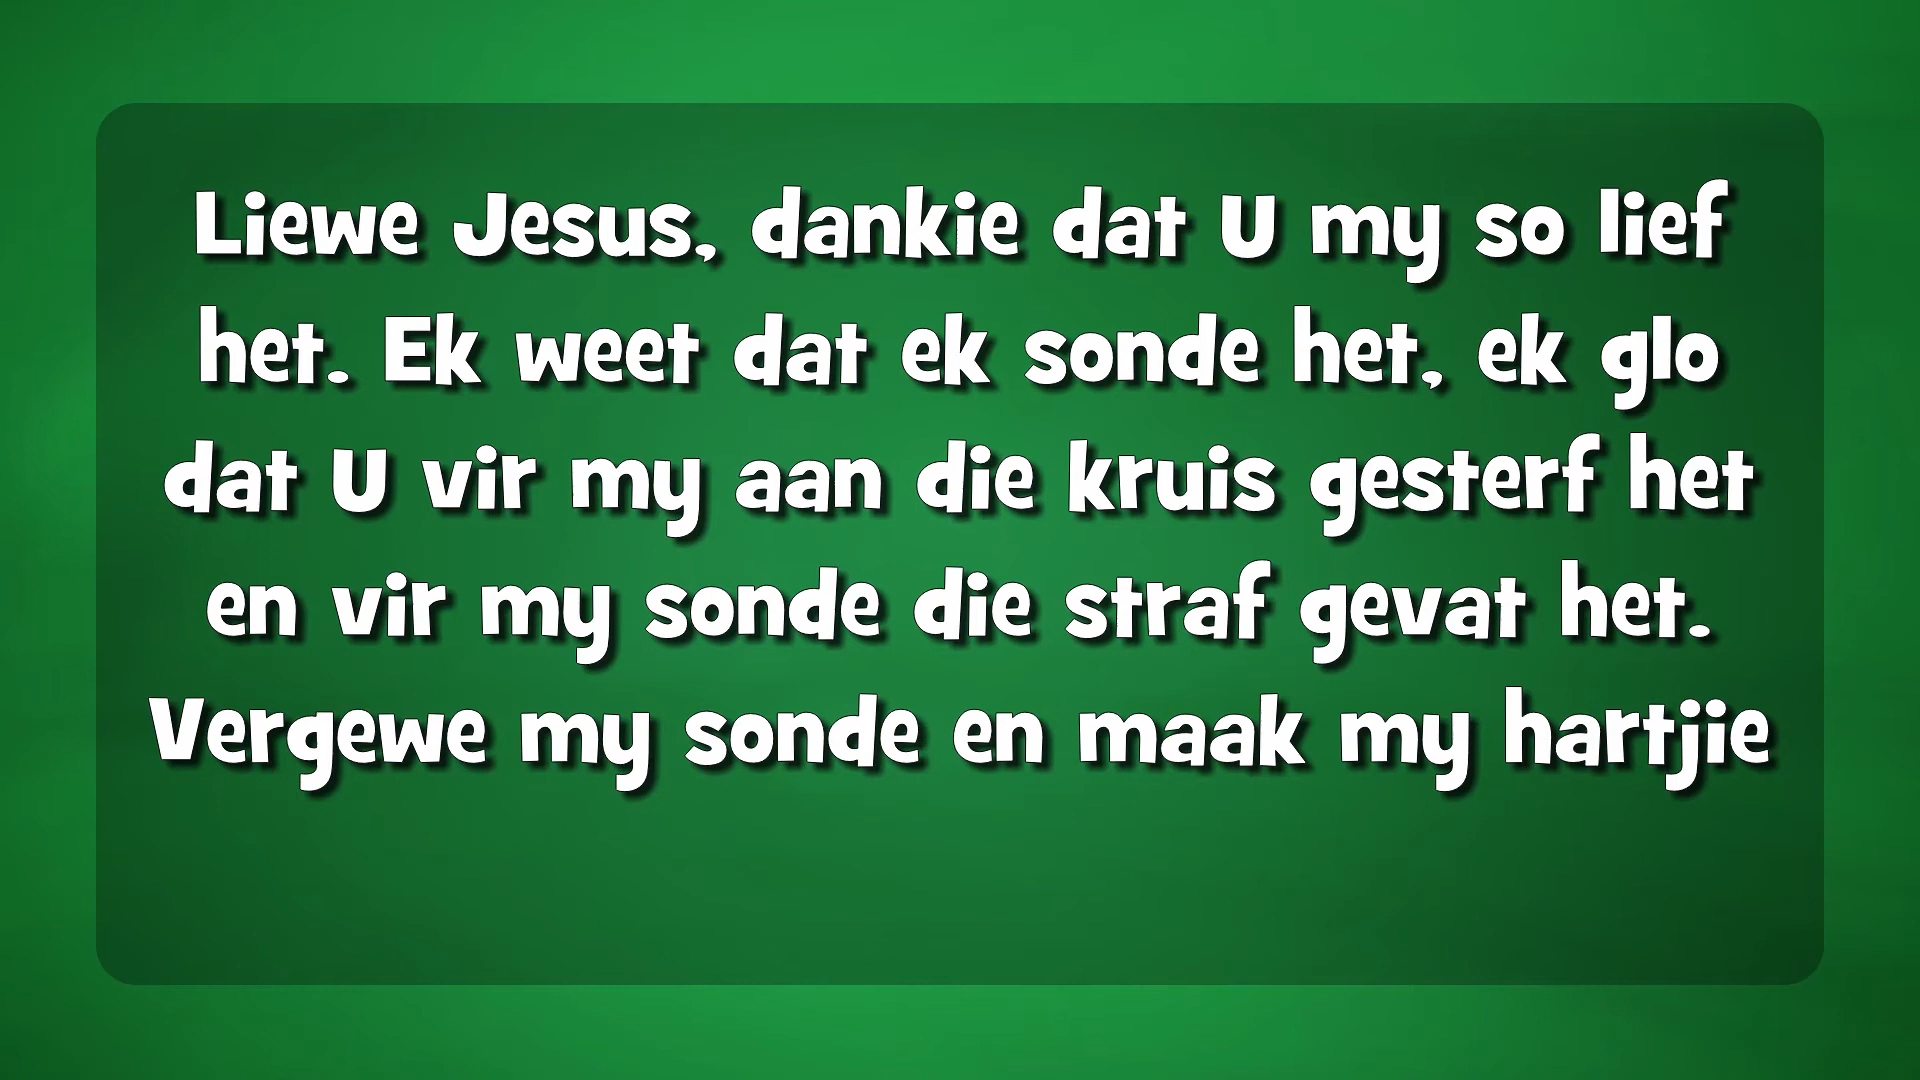 Liewe Jesus, dankie dat U my so lief
het. Ek weet dat ek sonde het, ek glo
dat U vir my aan die kruis gesterf het
en vir my sonde die straf gevat het.
Vergewe my sonde en maak my hartjie